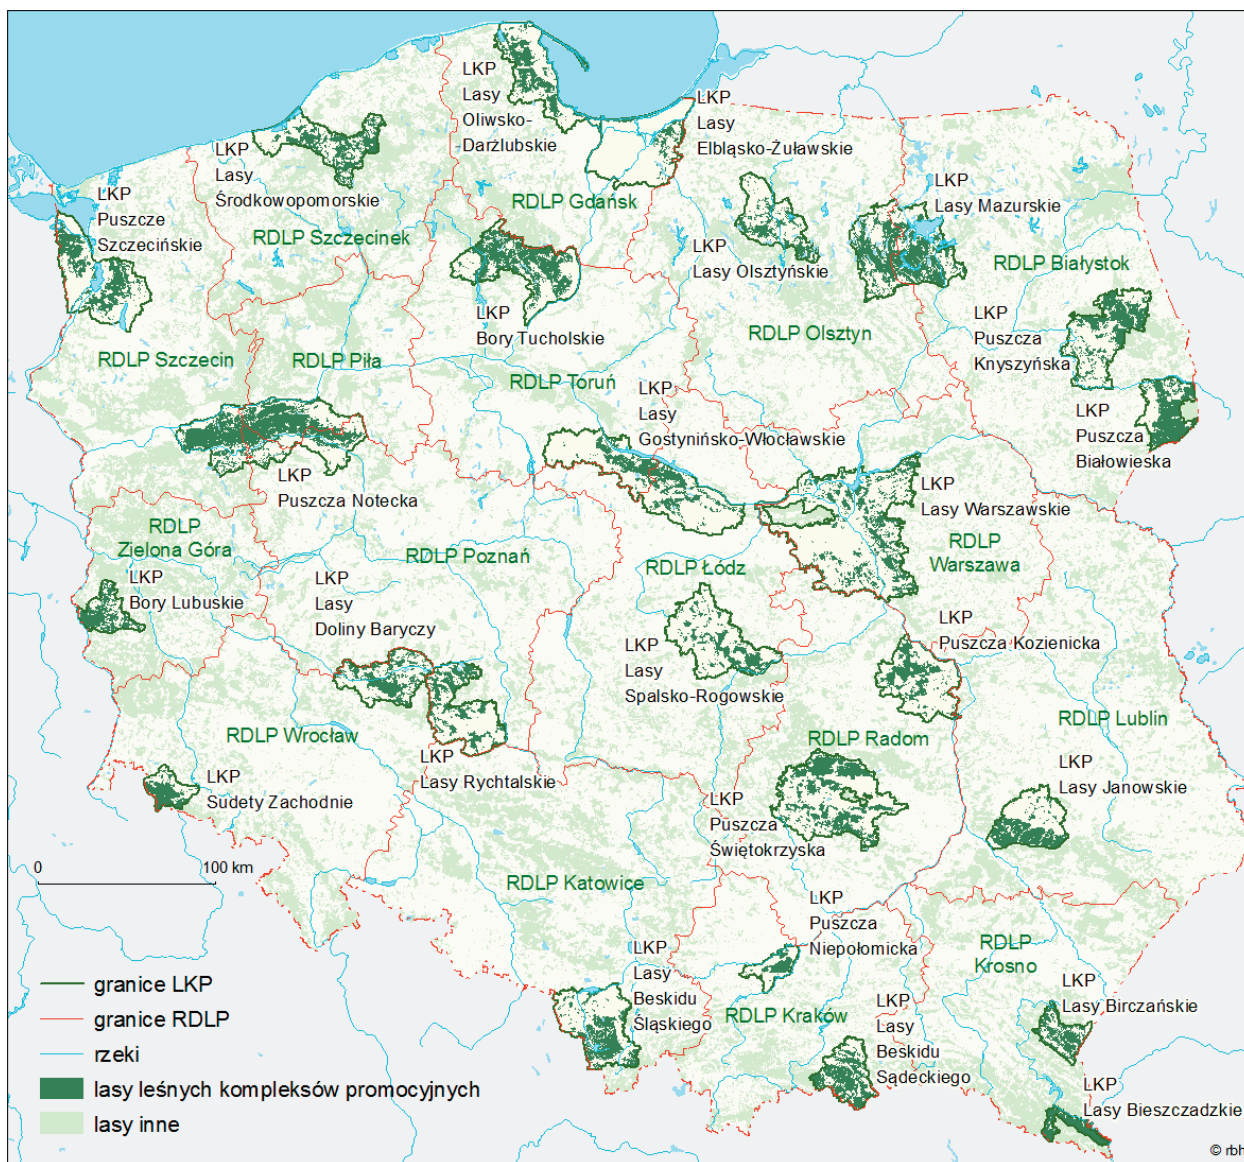 LKP
Lasy
Oliwsko-
Darżlubskie
LKP
Lasy
Elbląsko-Żuławskie
LKP
Lasy
Środkowopomorskie
LKP
Puszcze
Szczecińskie
RDLP Szczecinek
RDLP Gdańsk
LKP
Lasy Olsztyńskie
LKP
Lasy Mazurskie
RDLP Białystok
LKP
Bory Tucholskie
RDLP Olsztyn
LKP
Puszcza
Knyszyńska
RDLP Szczecin
RDLP Piła
RDLP Toruń
LKP
Lasy
Gostynińsko-Włocławskie
LKP
Puszcza
Białowieska
LKP
Puszcza Notecka
LKP
Lasy Warszawskie
RDLP
Zielona Góra
RDLP Poznań
RDLP Łódź
RDLP
Warszawa
LKP
Bory Lubuskie
LKP
Lasy
Doliny Baryczy
LKP
Lasy
Spalsko-Rogowskie
LKP
Puszcza Kozienicka
RDLP Wrocław
LKP
Lasy Rychtalskie
RDLP Radom
RDLP Lublin
LKP
Sudety Zachodnie
LKP
Puszcza
Świętokrzyska
LKP
Lasy Janowskie
0
100 km
RDLP Katowice
LKP
Puszcza
Niepołomicka
RDLP
Krosno
LKP
Lasy
Beskidu
Śląskiego
RDLP Kraków
LKP
Lasy
Beskidu
Sądeckiego
LKP
Lasy Birczańskie
LKP
Lasy Bieszczadzkie
granice LKP
granice RDLP
rzeki
lasy leśnych kompleksów promocyjnych
lasy inne
© rbh